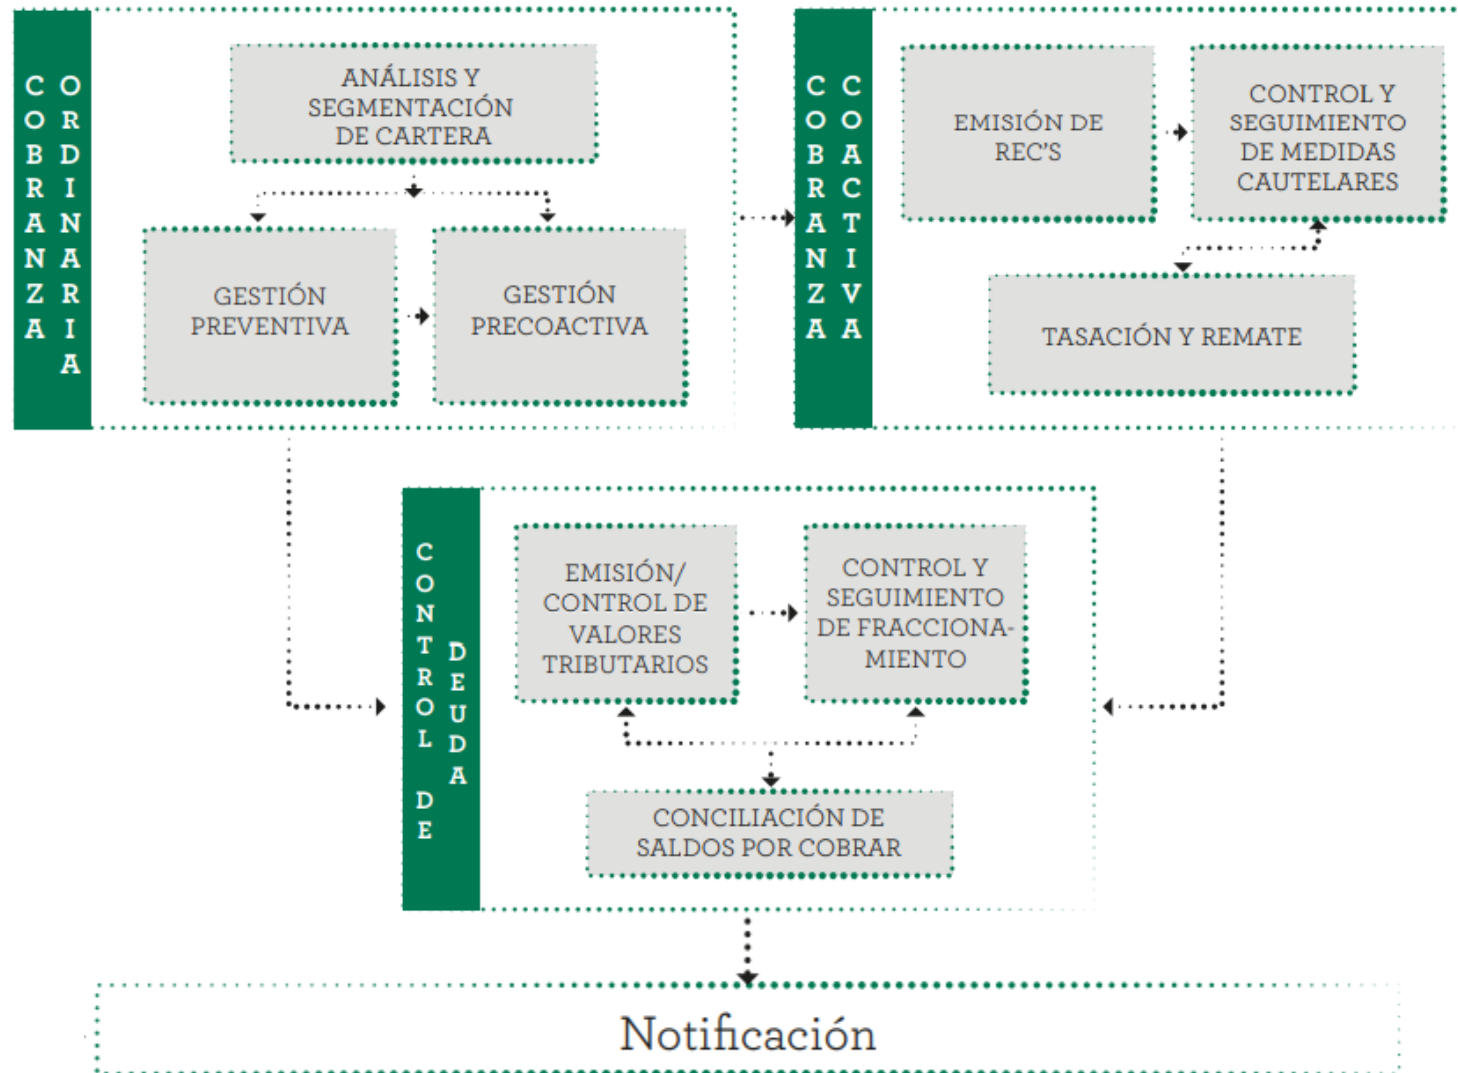 COBRANZA
ORDINARIA
ANÁLISIS Y
SEGMENTACIÓN
DE CARTERA
GESTIÓN
PREVENTIVA
GESTIÓN
PRECOACTIVA
COBRANZA
COACTIVA
EMISIÓN DE
REC'S
CONTROL Y
SEGUIMIENTO
DE MEDIDAS
CAUTELARES
TASACIÓN Y REMATE
CONTROL DE
DEUDA
EMISIÓN/
CONTROL DE
VALORES
TRIBUTARIOS
CONTROL Y
SEGUIMIENTO
DE FRACCIONA-
MIENTO
CONCILIACIÓN DE
SALDOS POR COBRAR
Notificación